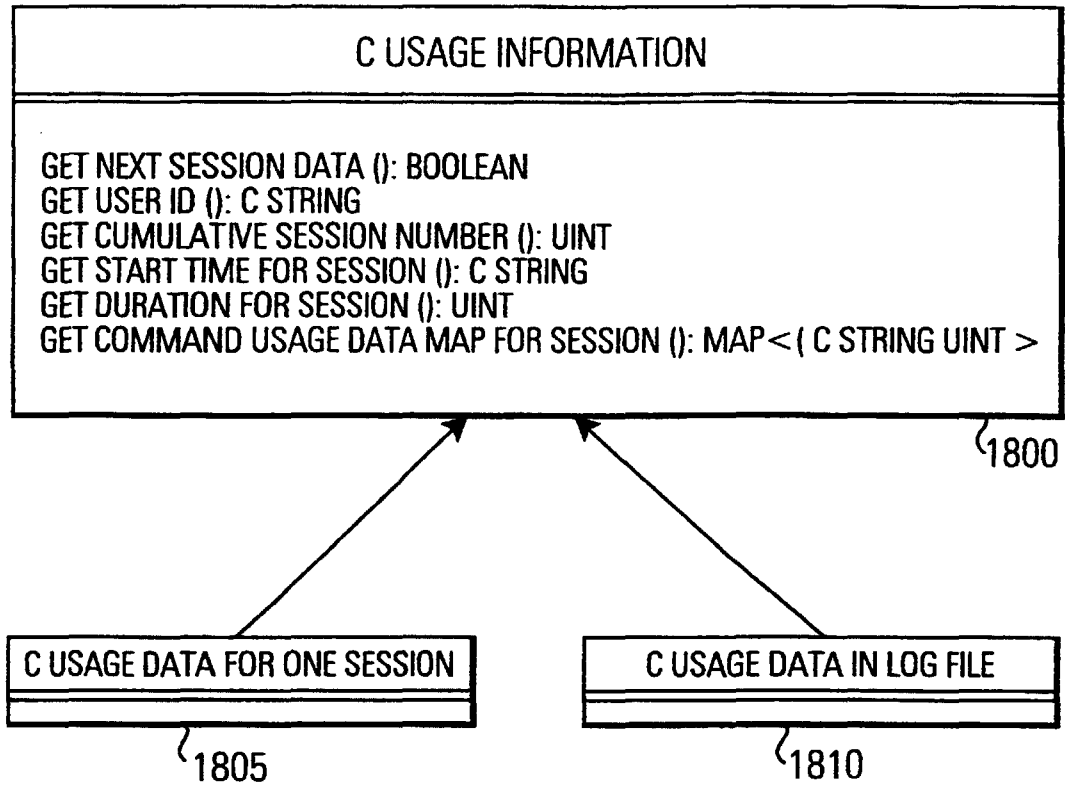 C USAGE INFORMATION
GET NEXT SESSION DATA (): BOOLEAN
GET USER ID (): C STRING
GET CUMULATIVE SESSION NUMBER (): UINT
GET START TIME FOR SESSION (): C STRING
GET DURATION FOR SESSION (): UINT
GET COMMAND USAGE DATA MAP FOR SESSION (): MAP<( C STRING UINT >
1800
C USAGE DATA FOR ONE SESSION
C USAGE DATA IN LOG FILE
1805
1810